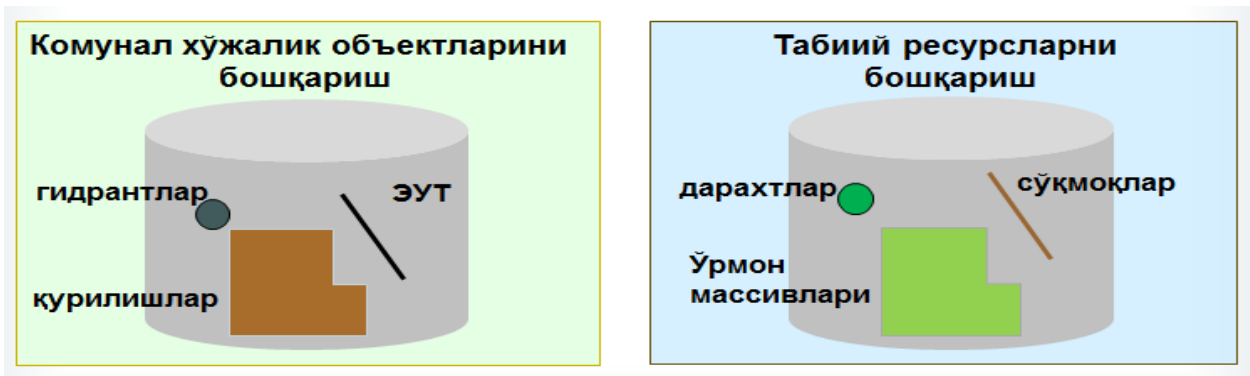 Комунал хўжалик объектларини
бошқариш
гидрантлар
ЭУТ
қурилишлар
Табиий ресурсларни
бошқариш
дарахтлар
сўқмоқлар
Ўрмон
массивлари